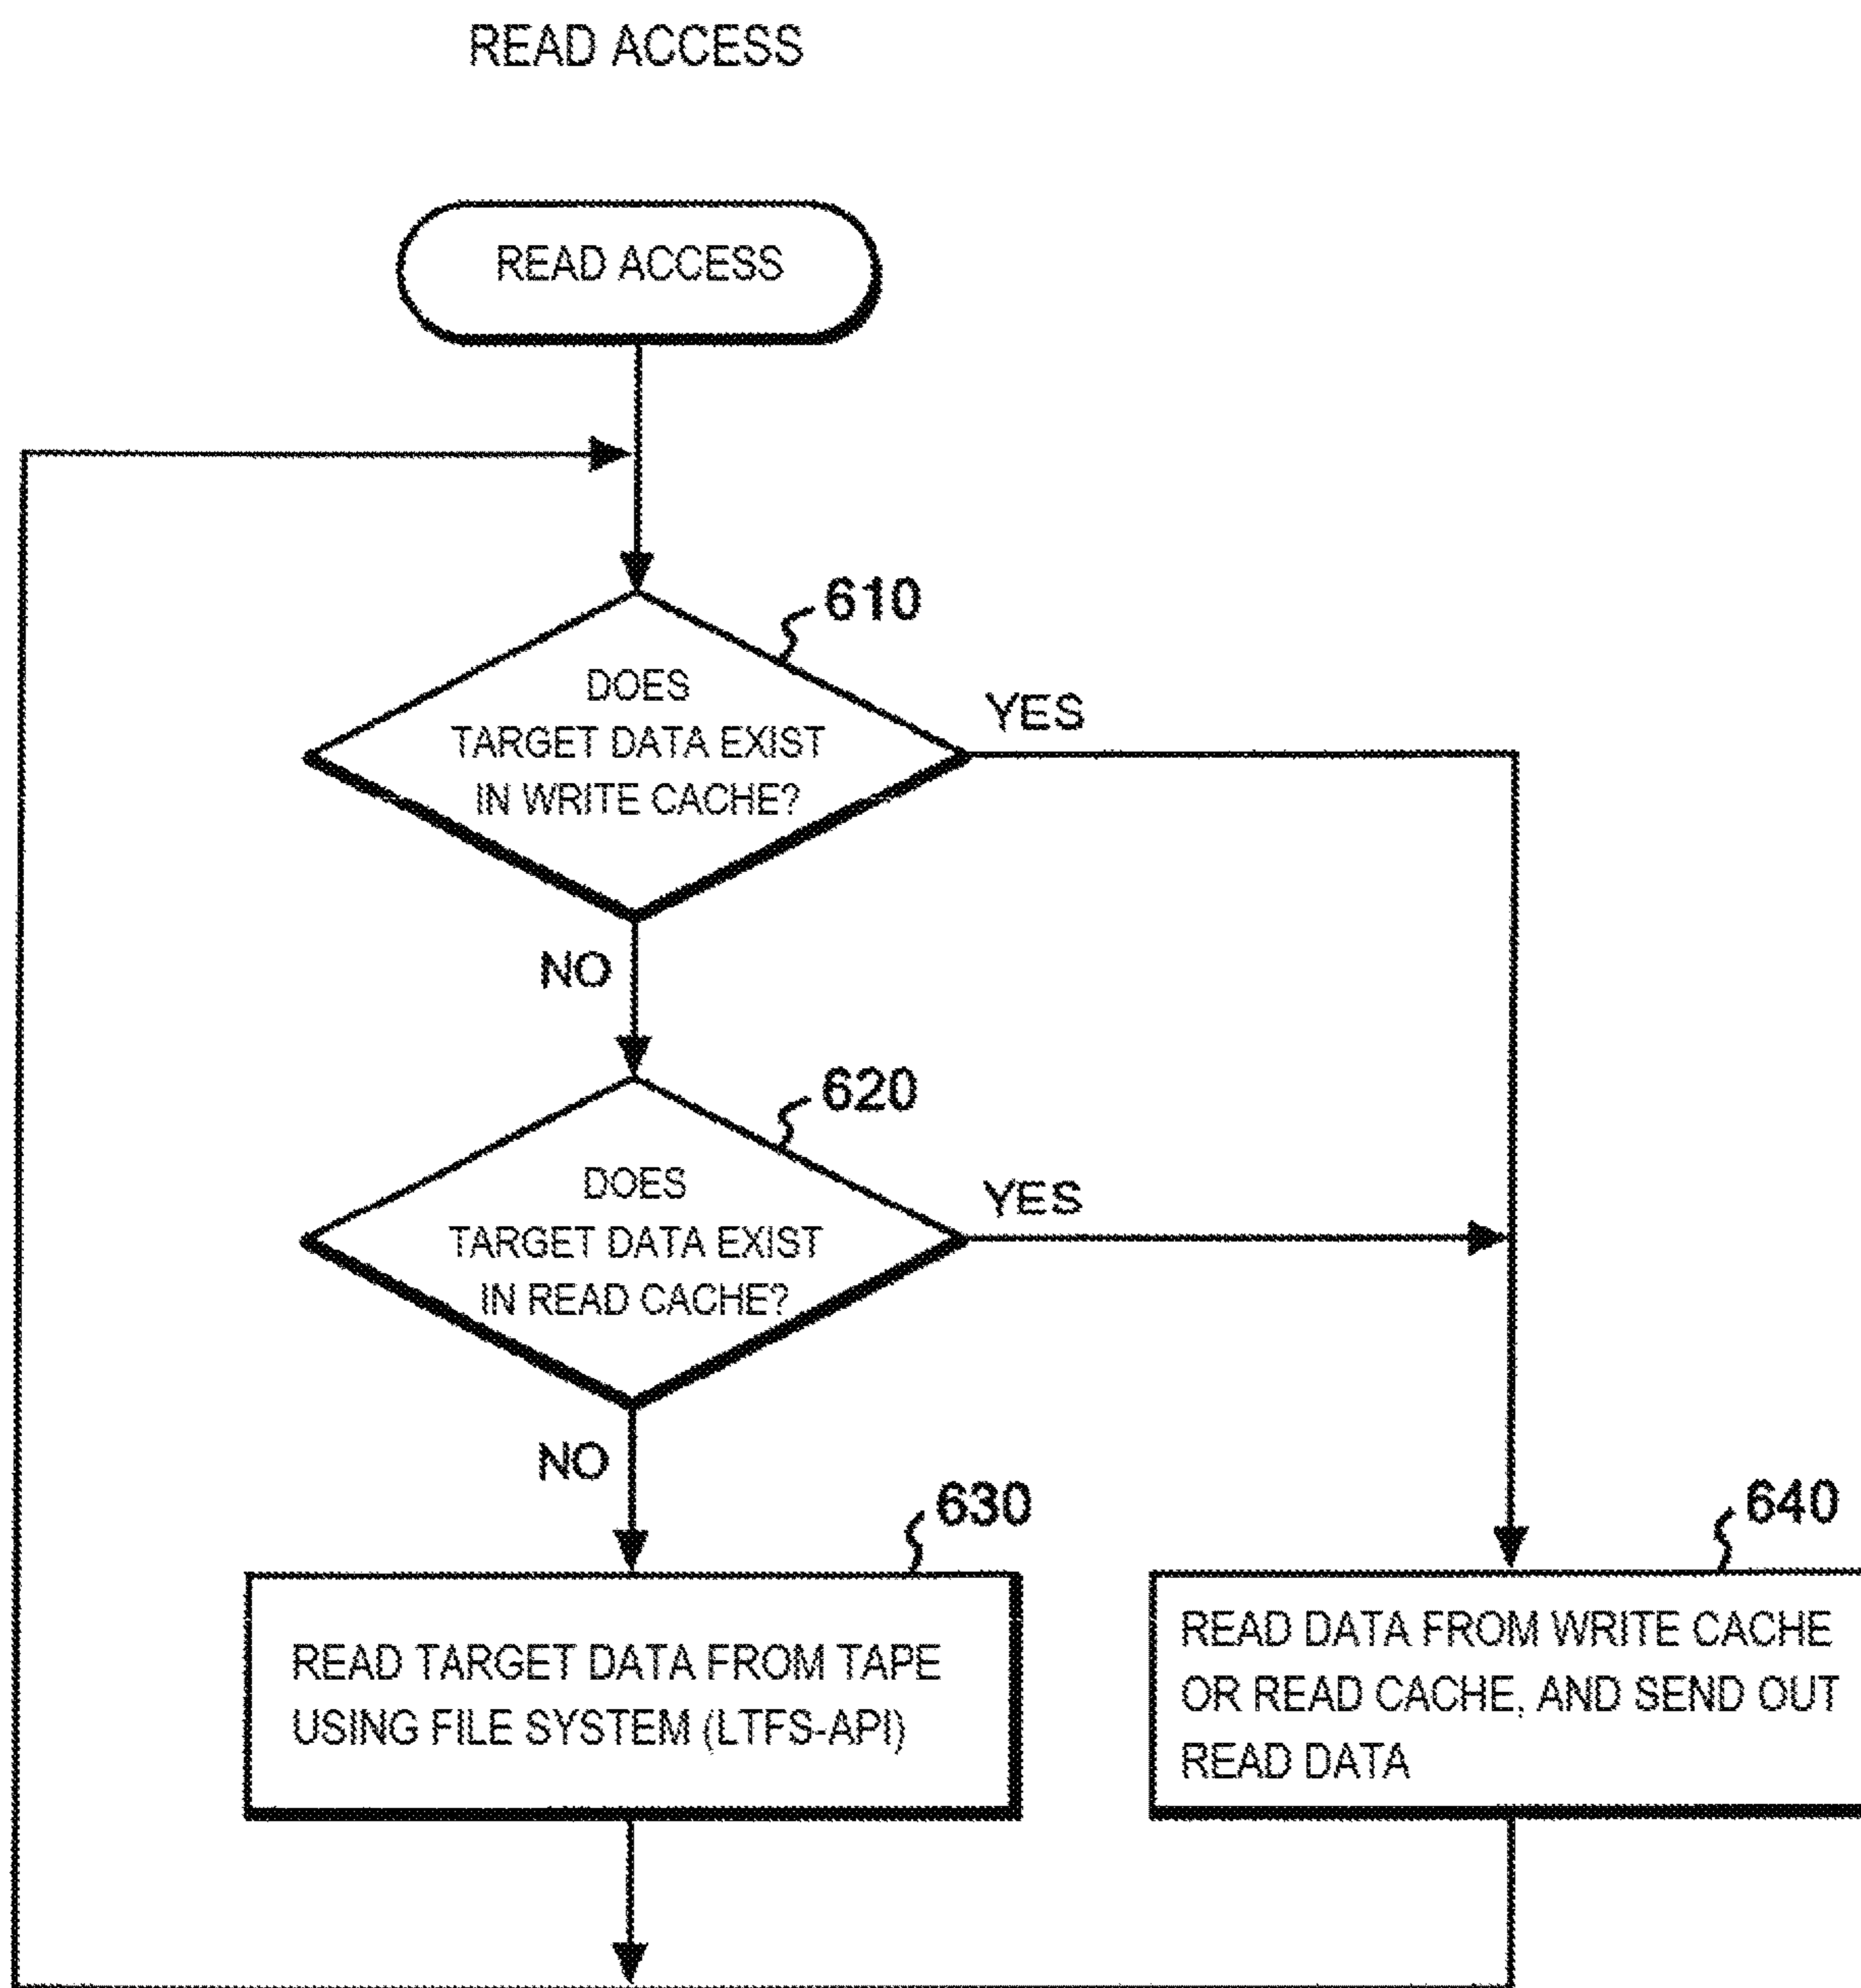 READ ACCESS
READ ACCESS
610
DOES
TARGET DATA EXIST
IN WRITE CACHE?
YES
NO
620
DOES
TARGET DATA EXIST
IN READ CACHE?
YES
NO
630
READ TARGET DATA FROM TAPE
USING FILE SYSTEM (LTFS-API)
640
READ DATA FROM WRITE CACHE
OR READ CACHE, AND SEND OUT
READ DATA